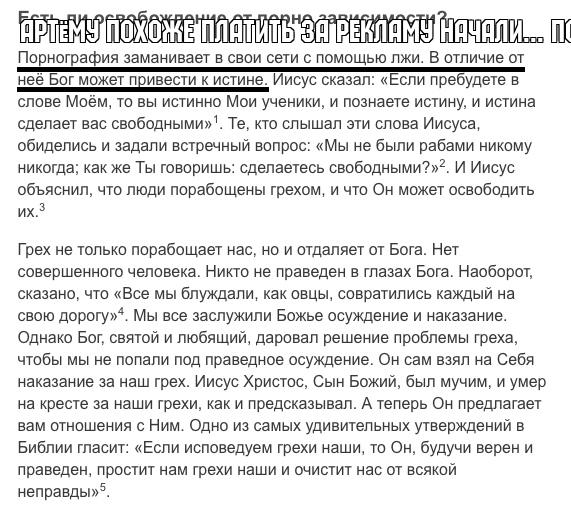 Есть ли освобождение от порно зависимости?
АРТЁМУ ПОХОЖЕ ПЛАТИТЬ ЗА РЕКЛАМУ НАЧАЛИ... ПО
Порнография заманивает в свои сети с помощью лжи. В отличие от
неё Бог может привести к истине. Иисус сказал: «Если пребудете в
слове Моём, то вы истинно Мои ученики, и познаете истину, и истина
сделает вас свободными»¹. Те, кто слышал эти слова Иисуса,
обиделись и задали встречный вопрос: «Мы не были рабами никому
никогда; как же Ты говоришь: сделаетесь свободными?»². И Иисус
объяснил, что люди порабощены грехом, и что Он может освободить
их.³
Грех не только порабощает нас, но и отдаляет от Бога. Нет
совершенного человека. Никто не праведен в глазах Бога. Наоборот,
сказано, что «Все мы блуждали, как овцы, совратились каждый на
свою дорогу»⁴. Мы все заслужили Божье осуждение и наказание.
Однако Бог, святой и любящий, даровал решение проблемы греха,
чтобы мы не попали под праведное осуждение. Он сам взял на Себя
наказание за наш грех. Иисус Христос, Сын Божий, был мучим, и умер
на кресте за наши грехи, как и предсказывал. А теперь Он предлагает
вам отношения с Ним. Одно из самых удивительных утверждений в
Библии гласит: «Если исповедуем грехи наши, то Он, будучи верен и
праведен, простит нам грехи наши и очистит нас от всякой
неправды»⁵.